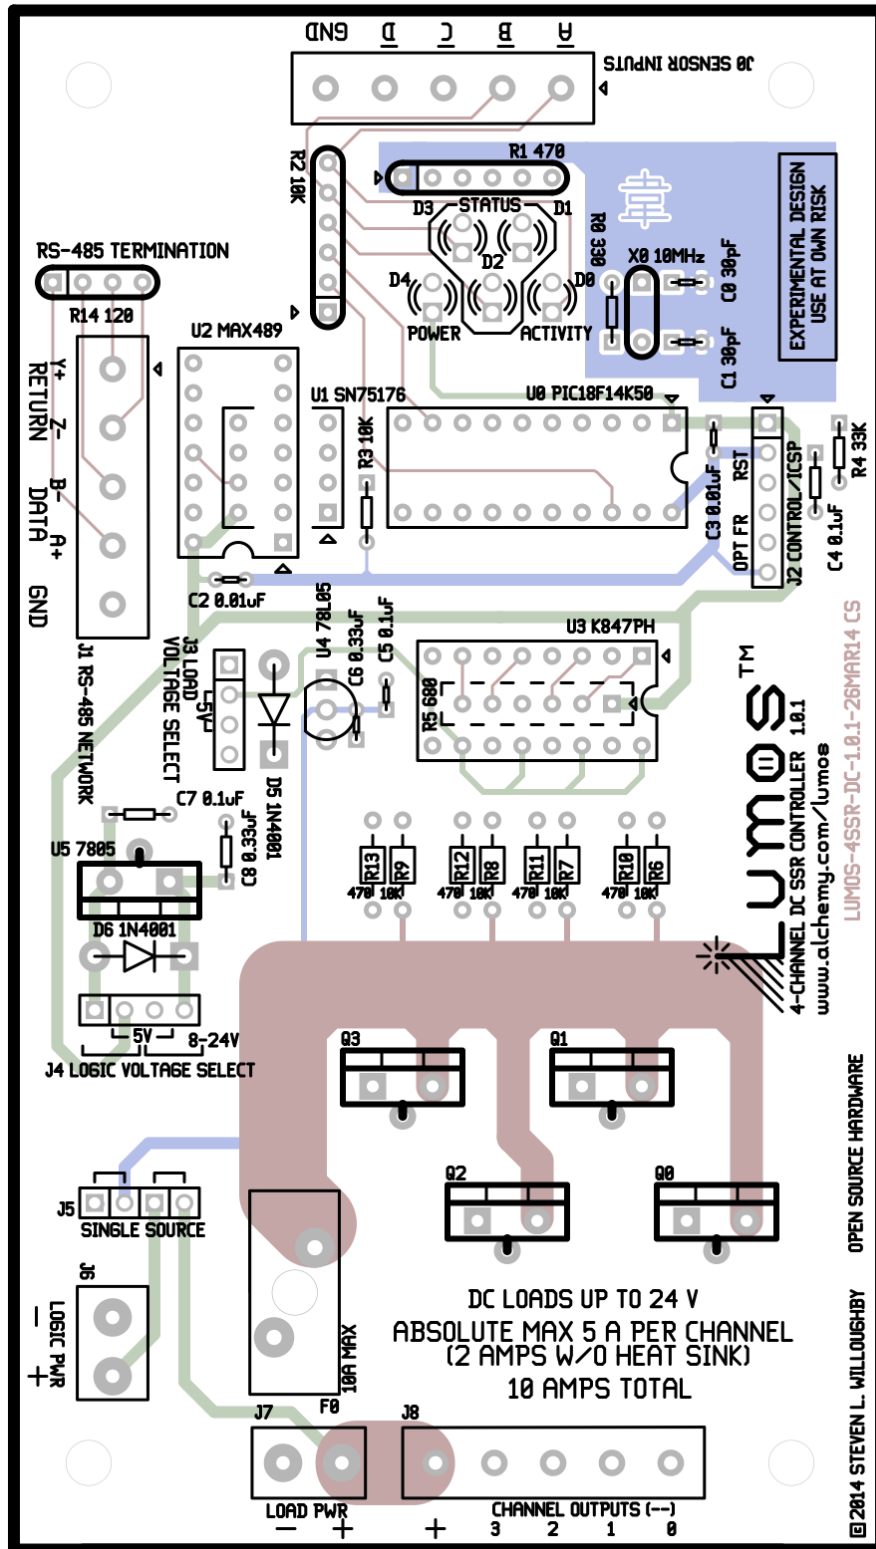 GND D C B A
J0 SENSOR INPUTS
R2 10K
R1 470
D3 STATUS D1
D2
D4 D0
POWER ACTIVITY
R0 330
X0 10MHz
C0 30pF
C1 30pF
EXPERIMENTAL DESIGN
USE AT OWN RISK
RS-485 TERMINATION
R14 120
U2 MAX489
U1 SN75176
U0 PIC18F14K50
Y+ Z- B- A+ GND
RETURN DATA
J1 RS-485 NETWORK
R3 10K
C3 0.01uF
RST
OPT FR
J2 CONTROL/ICSP
C4 0.1uF
R4 33K
C2 0.01uF
J3 LOAD
VOLTAGE SELECT
5V
D5 1N4001
U4 78L05
C6 0.33uF
C5 0.1uF
U3 K847PH
R5 680
C7 0.1uF
U5 7805
C8 0.33uF
D6 1N4001
5V 8-24V
J4 LOGIC VOLTAGE SELECT
R13 R9 R12 R8 R11 R7 R10 R6
470 10K 470 10K 470 10K 470 10K
LUMOS™
4-CHANNEL DC SSR CONTROLLER 1.0.1
www.alchemy.com/lumos
LUMOS-4SSR-DC-1.0.1-26MAR14 CS
Q3 Q1
Q2 Q0
J5
SINGLE SOURCE
J6
LOGIC PWR
- +
10A MAX
F0
DC LOADS UP TO 24 V
ABSOLUTE MAX 5 A PER CHANNEL
(2 AMPS W/O HEAT SINK)
10 AMPS TOTAL
J7 J8
LOAD PWR CHANNEL OUTPUTS (--)
- + + 3 2 1 0
©2014 STEVEN L. WILLOUGHBY OPEN SOURCE HARDWARE